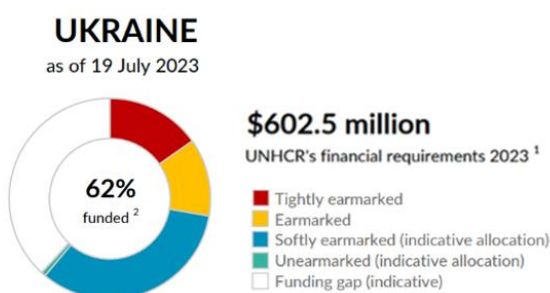 UKRAINE
as of 19 July 2023
62%
funded 2
$602.5 million
UNHCR's financial requirements 2023 1
Tightly earmarked
Earmarked
Softly earmarked (indicative allocation)
Unearmarked (indicative allocation)
Funding gap (indicative)